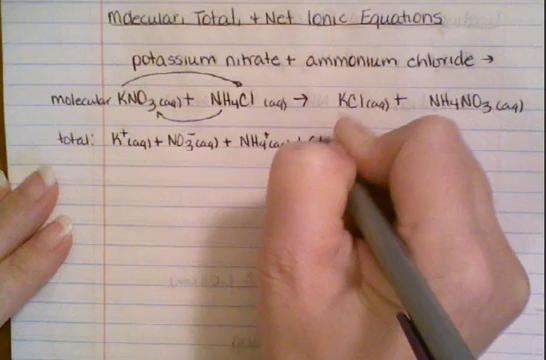 Molecular, Total, + Net Ionic Equations
potassium nitrate + ammonium chloride →
molecular KNO₃(aq) + NH₄Cl (aq) → KCl(aq) + NH₄NO₃(aq)
total: K⁺(aq) + NO₃⁻(aq) + NH₄⁺(aq) +